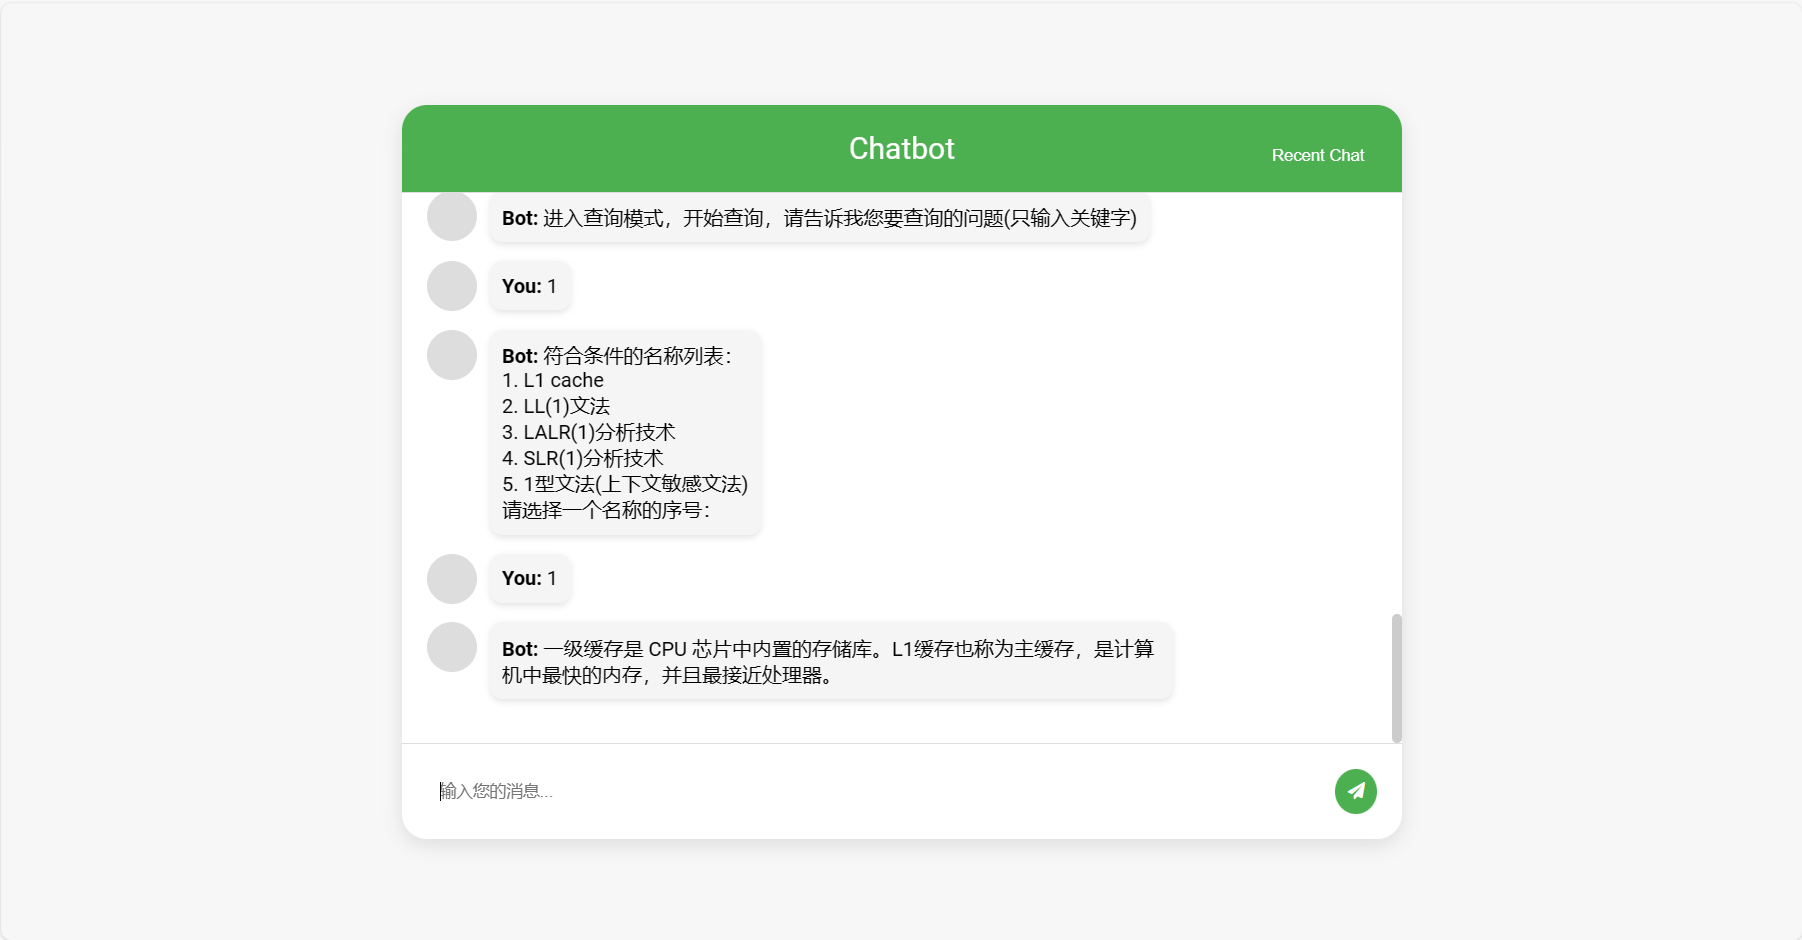 Chatbot
Recent Chat
Bot: 进入查询模式，开始查询，请告诉我您要查询的问题(只输入关键字)
You: 1
Bot: 符合条件的名称列表：
1. L1 cache
2. LL(1)文法
3. LALR(1)分析技术
4. SLR(1)分析技术
5. 1型文法(上下文敏感文法)
请选择一个名称的序号：
You: 1
Bot: 一级缓存是 CPU 芯片中内置的存储库。L1缓存也称为主缓存，是计算
机中最快的内存，并且最接近处理器。
输入您的消息...